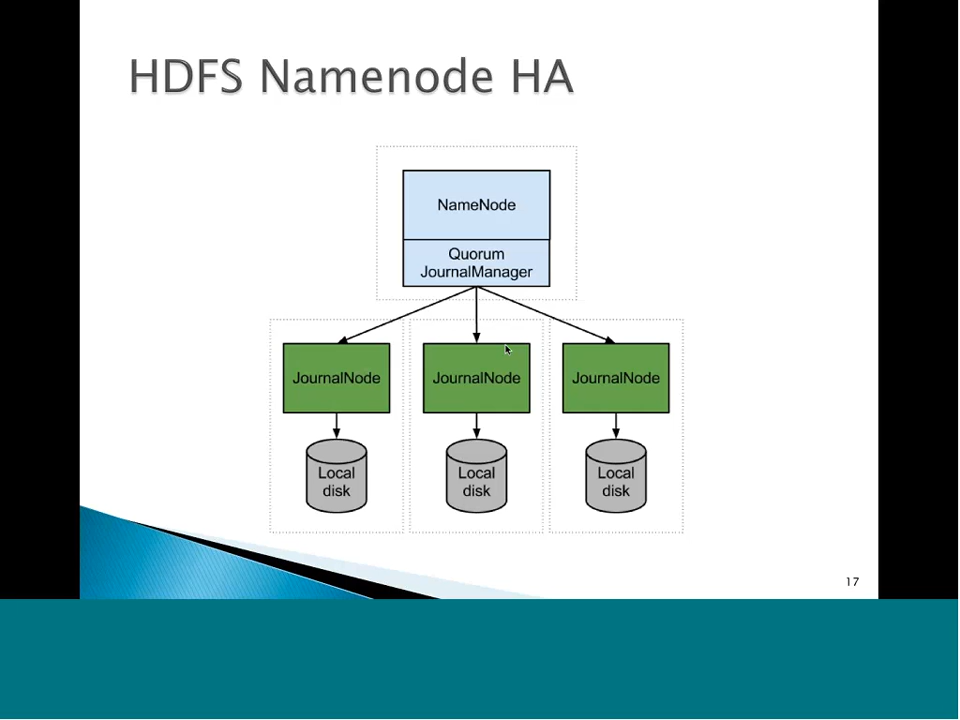 HDFS Namenode HA
NameNode
Quorum
JournalManager
JournalNode
JournalNode
JournalNode
Local
disk
Local
disk
Local
disk
17